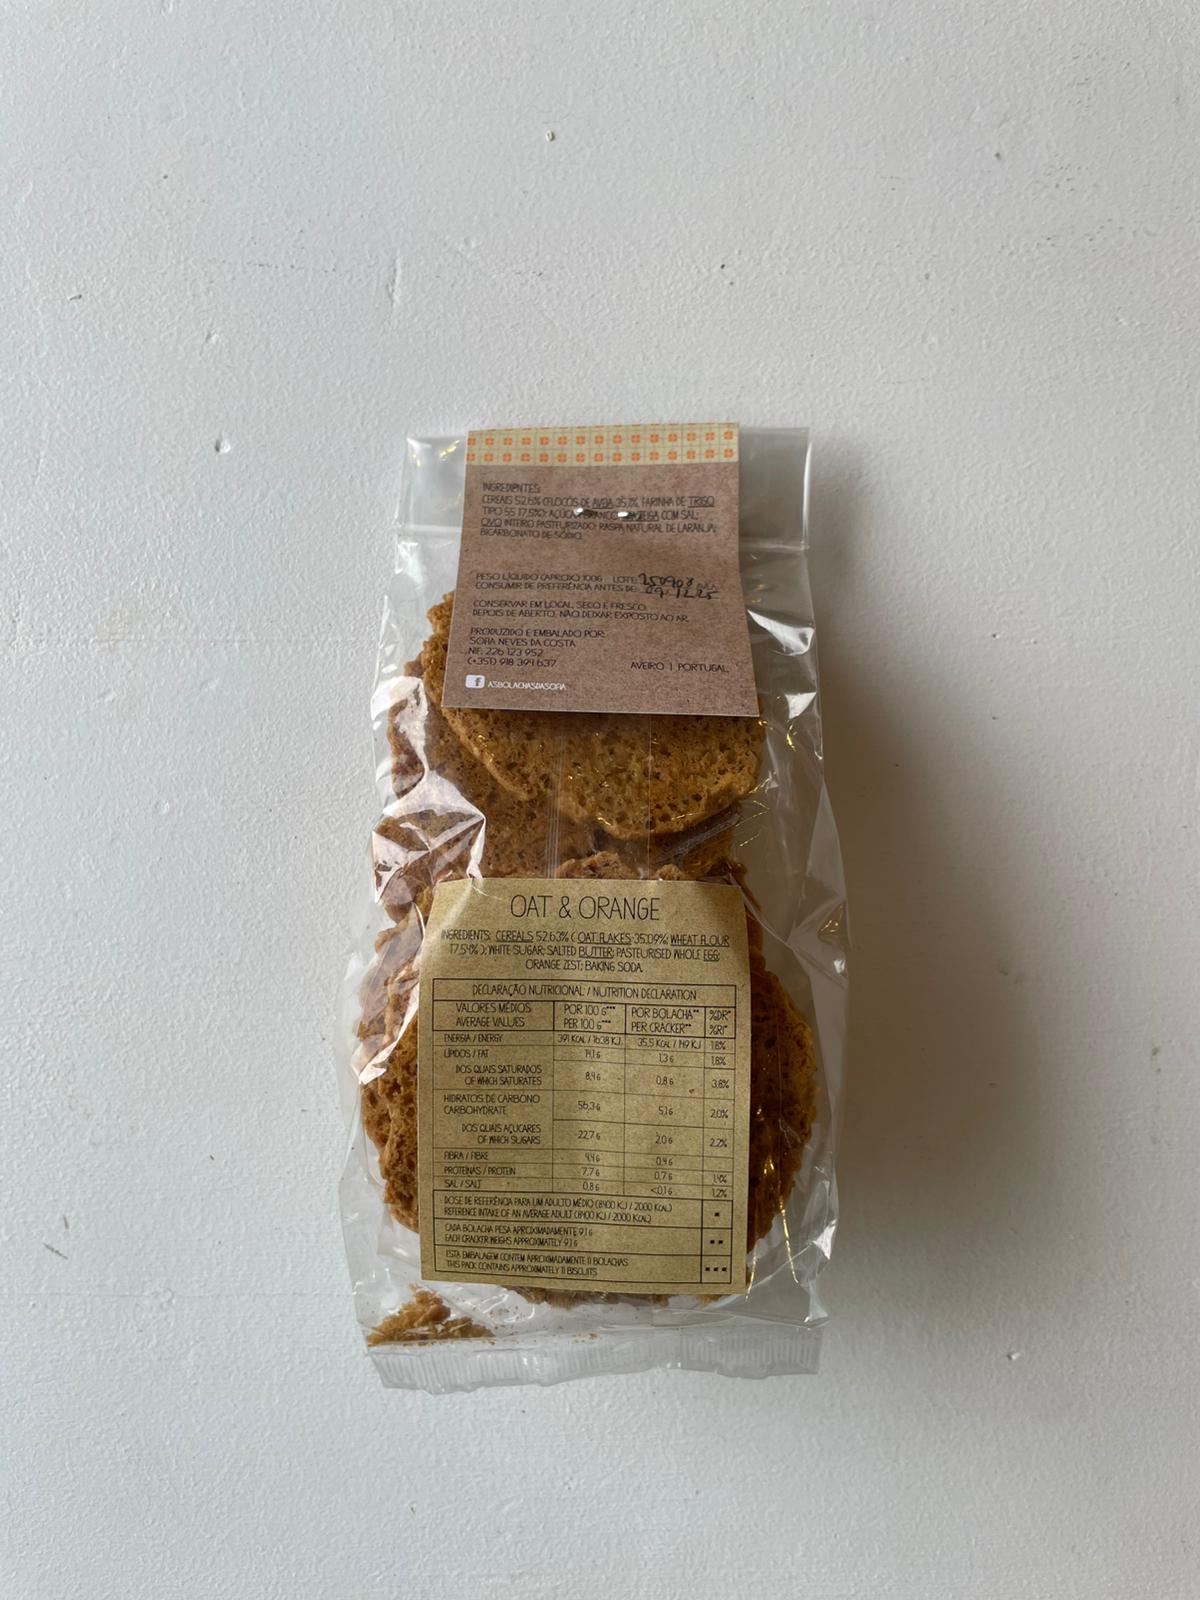 INGREDIENTES:
CEREAIS 52,6% (FLOCOS DE AVEIA 35,1%, FARINHA DE TRIGO
TIPO 55 17,5%); AÇÚCAR BRANCO; MANTEIGA COM SAL;
OVO INTEIRO PASTEURIZADO; RASPA NATURAL DE LARANJA;
BICARBONATO DE SÓDIO.
PESO LÍQUIDO (APROX.) 100G LOTE: 250908
CONSUMIR DE PREFERÊNCIA ANTES DE: 09.12.25
CONSERVAR EM LOCAL SECO E FRESCO.
DEPOIS DE ABERTO, NÃO DEIXAR EXPOSTO AO AR.
PRODUZIDO E EMBALADO POR:
SOFIA NEVES DA COSTA
NIF: 226 123 952
(+351) 918 394 637 AVEIRO | PORTUGAL
f ASBOLACHASDASOFIA
OAT & ORANGE
INGREDIENTS: CEREALS 52,63% ( OAT FLAKES 35,09%; WHEAT FLOUR
17,54% ); WHITE SUGAR; SALTED BUTTER; PASTEURISED WHOLE EGG;
ORANGE ZEST; BAKING SODA.
DECLARAÇÃO NUTRICIONAL / NUTRITION DECLARATION
VALORES MÉDIOS POR 100 G*** POR BOLACHA** %DR*
AVERAGE VALUES PER 100 G*** PER CRACKER** %RI*
ENERGIA / ENERGY 391 KCAL / 1638 KJ 35,5 KCAL / 149 KJ 1,8%
LÍPIDOS / FAT 14,1 G 1,3 G 1,8%
DOS QUAIS SATURADOS
OF WHICH SATURATES 8,4 G 0,8 G 3,8%
HIDRATOS DE CARBONO
CARBOHYDRATE 56,3 G 5,1 G 2,0%
DOS QUAIS AÇUCARES
OF WHICH SUGARS 22,7 G 2,0 G 2,2%
FIBRA / FIBRE 4,4 G 0,4 G
PROTEINAS / PROTEIN 7,7 G 0,7 G 1,4%
SAL / SALT 0,8 G <0,1 G 1,2%
DOSE DE REFERÊNCIA PARA UM ADULTO MÉDIO (8400 KJ / 2000 KCAL)
REFERENCE INTAKE OF AN AVERAGE ADULT (8400 KJ / 2000 KCAL) *
CADA BOLACHA PESA APROXIMADAMENTE 9,1 G
EACH CRACKER WEIGHS APPROXIMATELY 9,1 G **
ESTA EMBALAGEM CONTEM APROXIMADAMENTE 11 BOLACHAS
THIS PACK CONTAINS APPROXIMATELY 11 BISCUITS ***